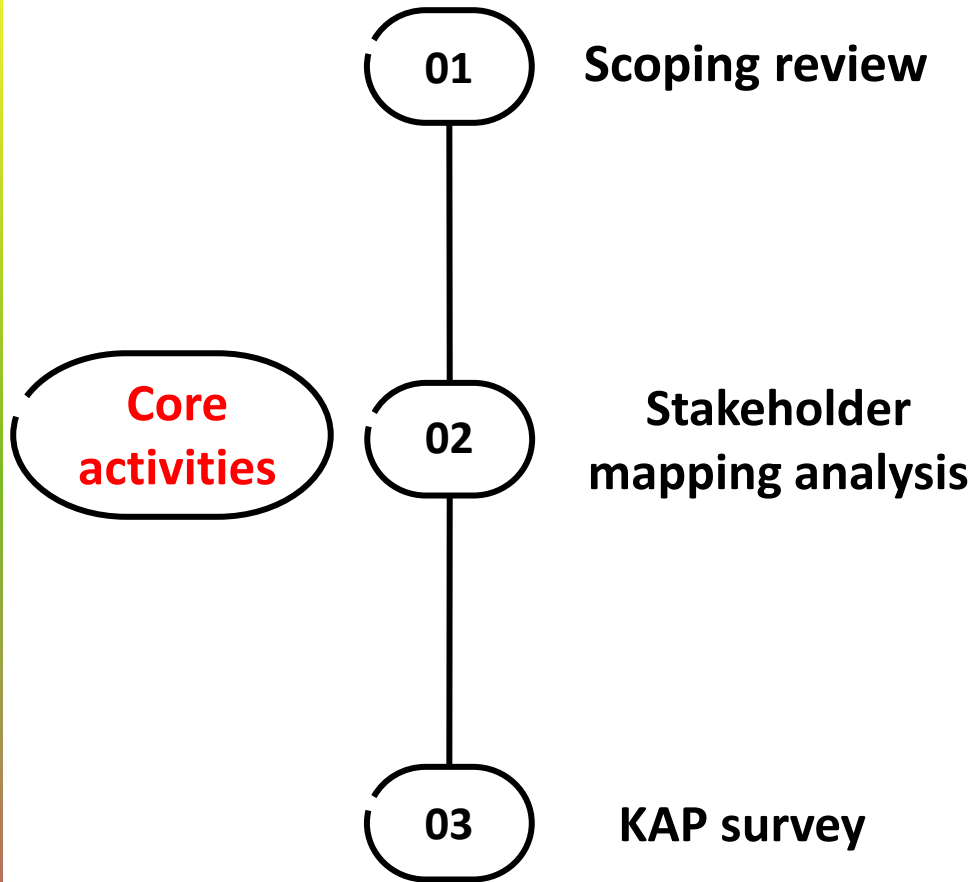 01
Scoping review
Core
activities
02
Stakeholder
mapping analysis
03
KAP survey